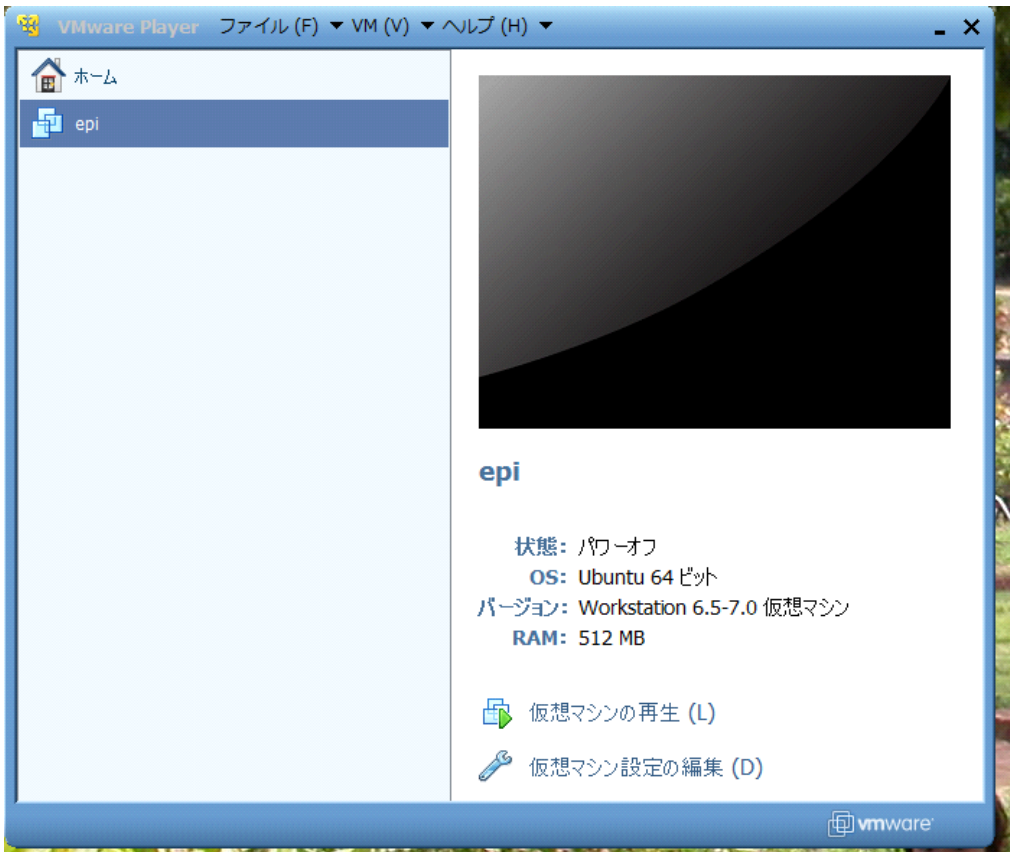 VMware Player ファイル (F) ▼ VM (V) ▼ ヘルプ (H) ▼
ホーム
epi
epi
状態: パワーオフ
OS: Ubuntu 64 ビット
バージョン: Workstation 6.5-7.0 仮想マシン
RAM: 512 MB
仮想マシンの再生 (L)
仮想マシン設定の編集 (D)
vmware